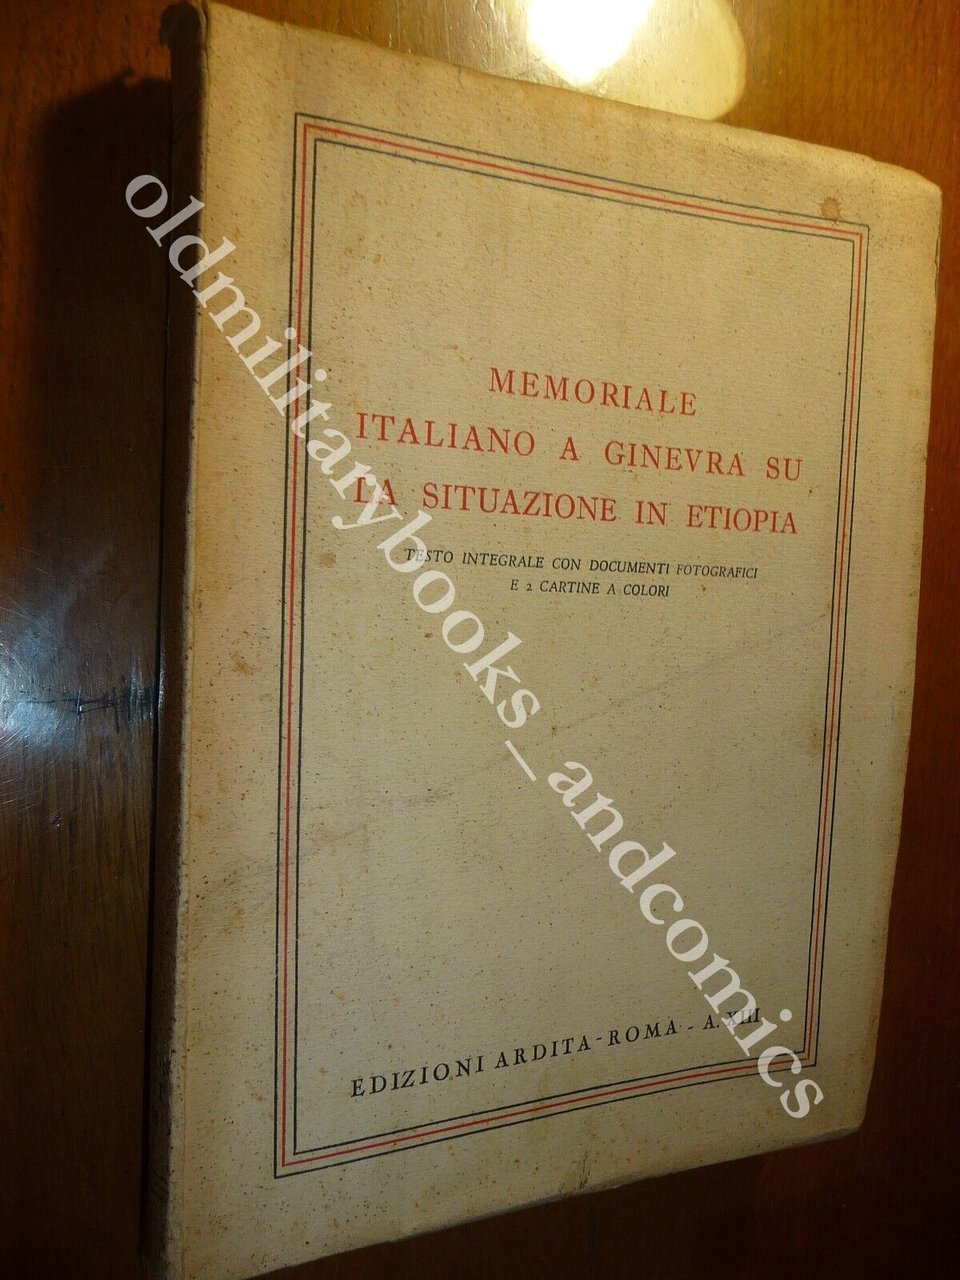 MEMORIALE
ITALIANO A GINEVRA SU
LA SITUAZIONE IN ETIOPIA
TESTO INTEGRALE CON DOCUMENTI FOTOGRAFICI
E 2 CARTINE A COLORI
EDIZIONI ARDITA - ROMA - A. XIII
oldmilitarybooks_andcomics